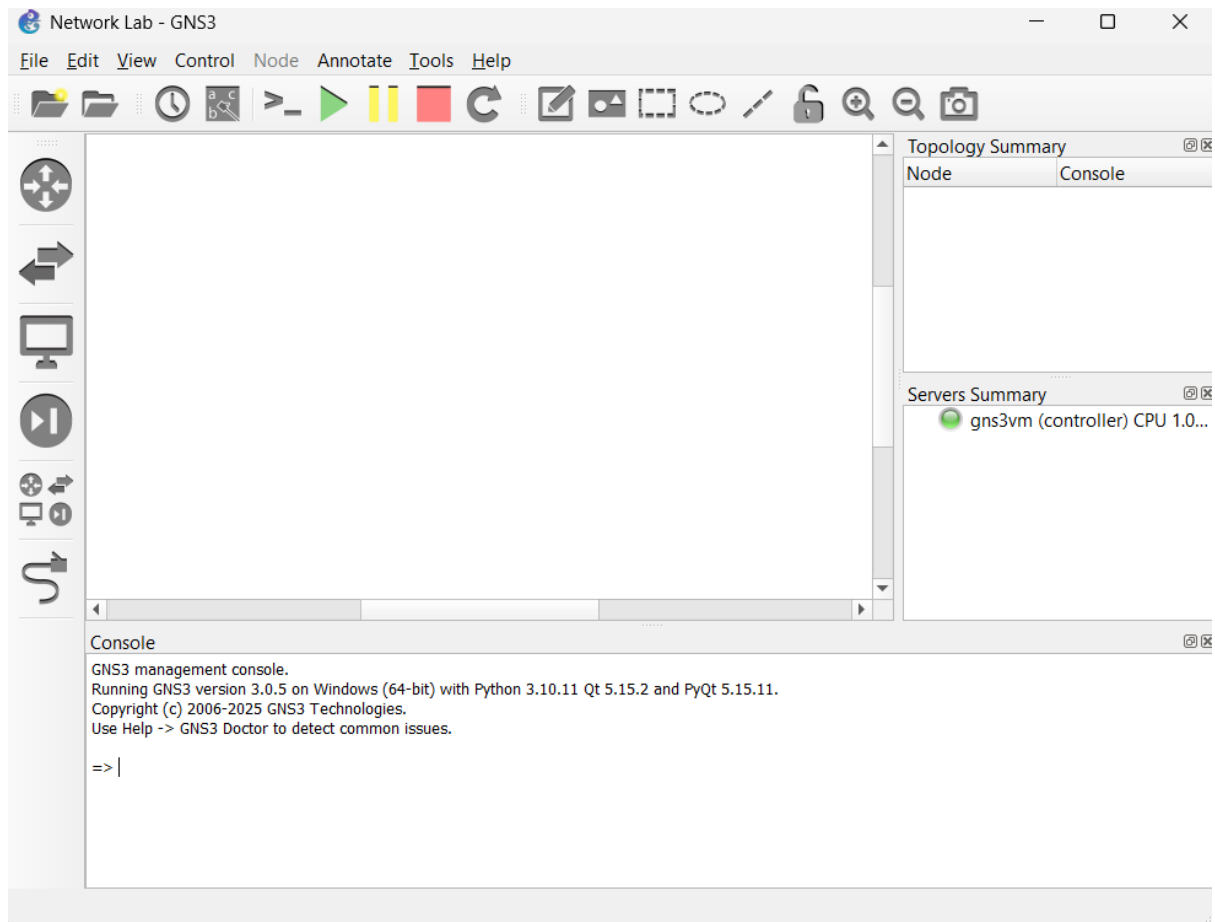 Network Lab - GNS3
File Edit View Control Node Annotate Tools Help
Topology Summary
Node Console
Servers Summary
gns3vm (controller) CPU 1.0...
Console
GNS3 management console.
Running GNS3 version 3.0.5 on Windows (64-bit) with Python 3.10.11 Qt 5.15.2 and PyQt 5.15.11.
Copyright (c) 2006-2025 GNS3 Technologies.
Use Help -> GNS3 Doctor to detect common issues.
=>